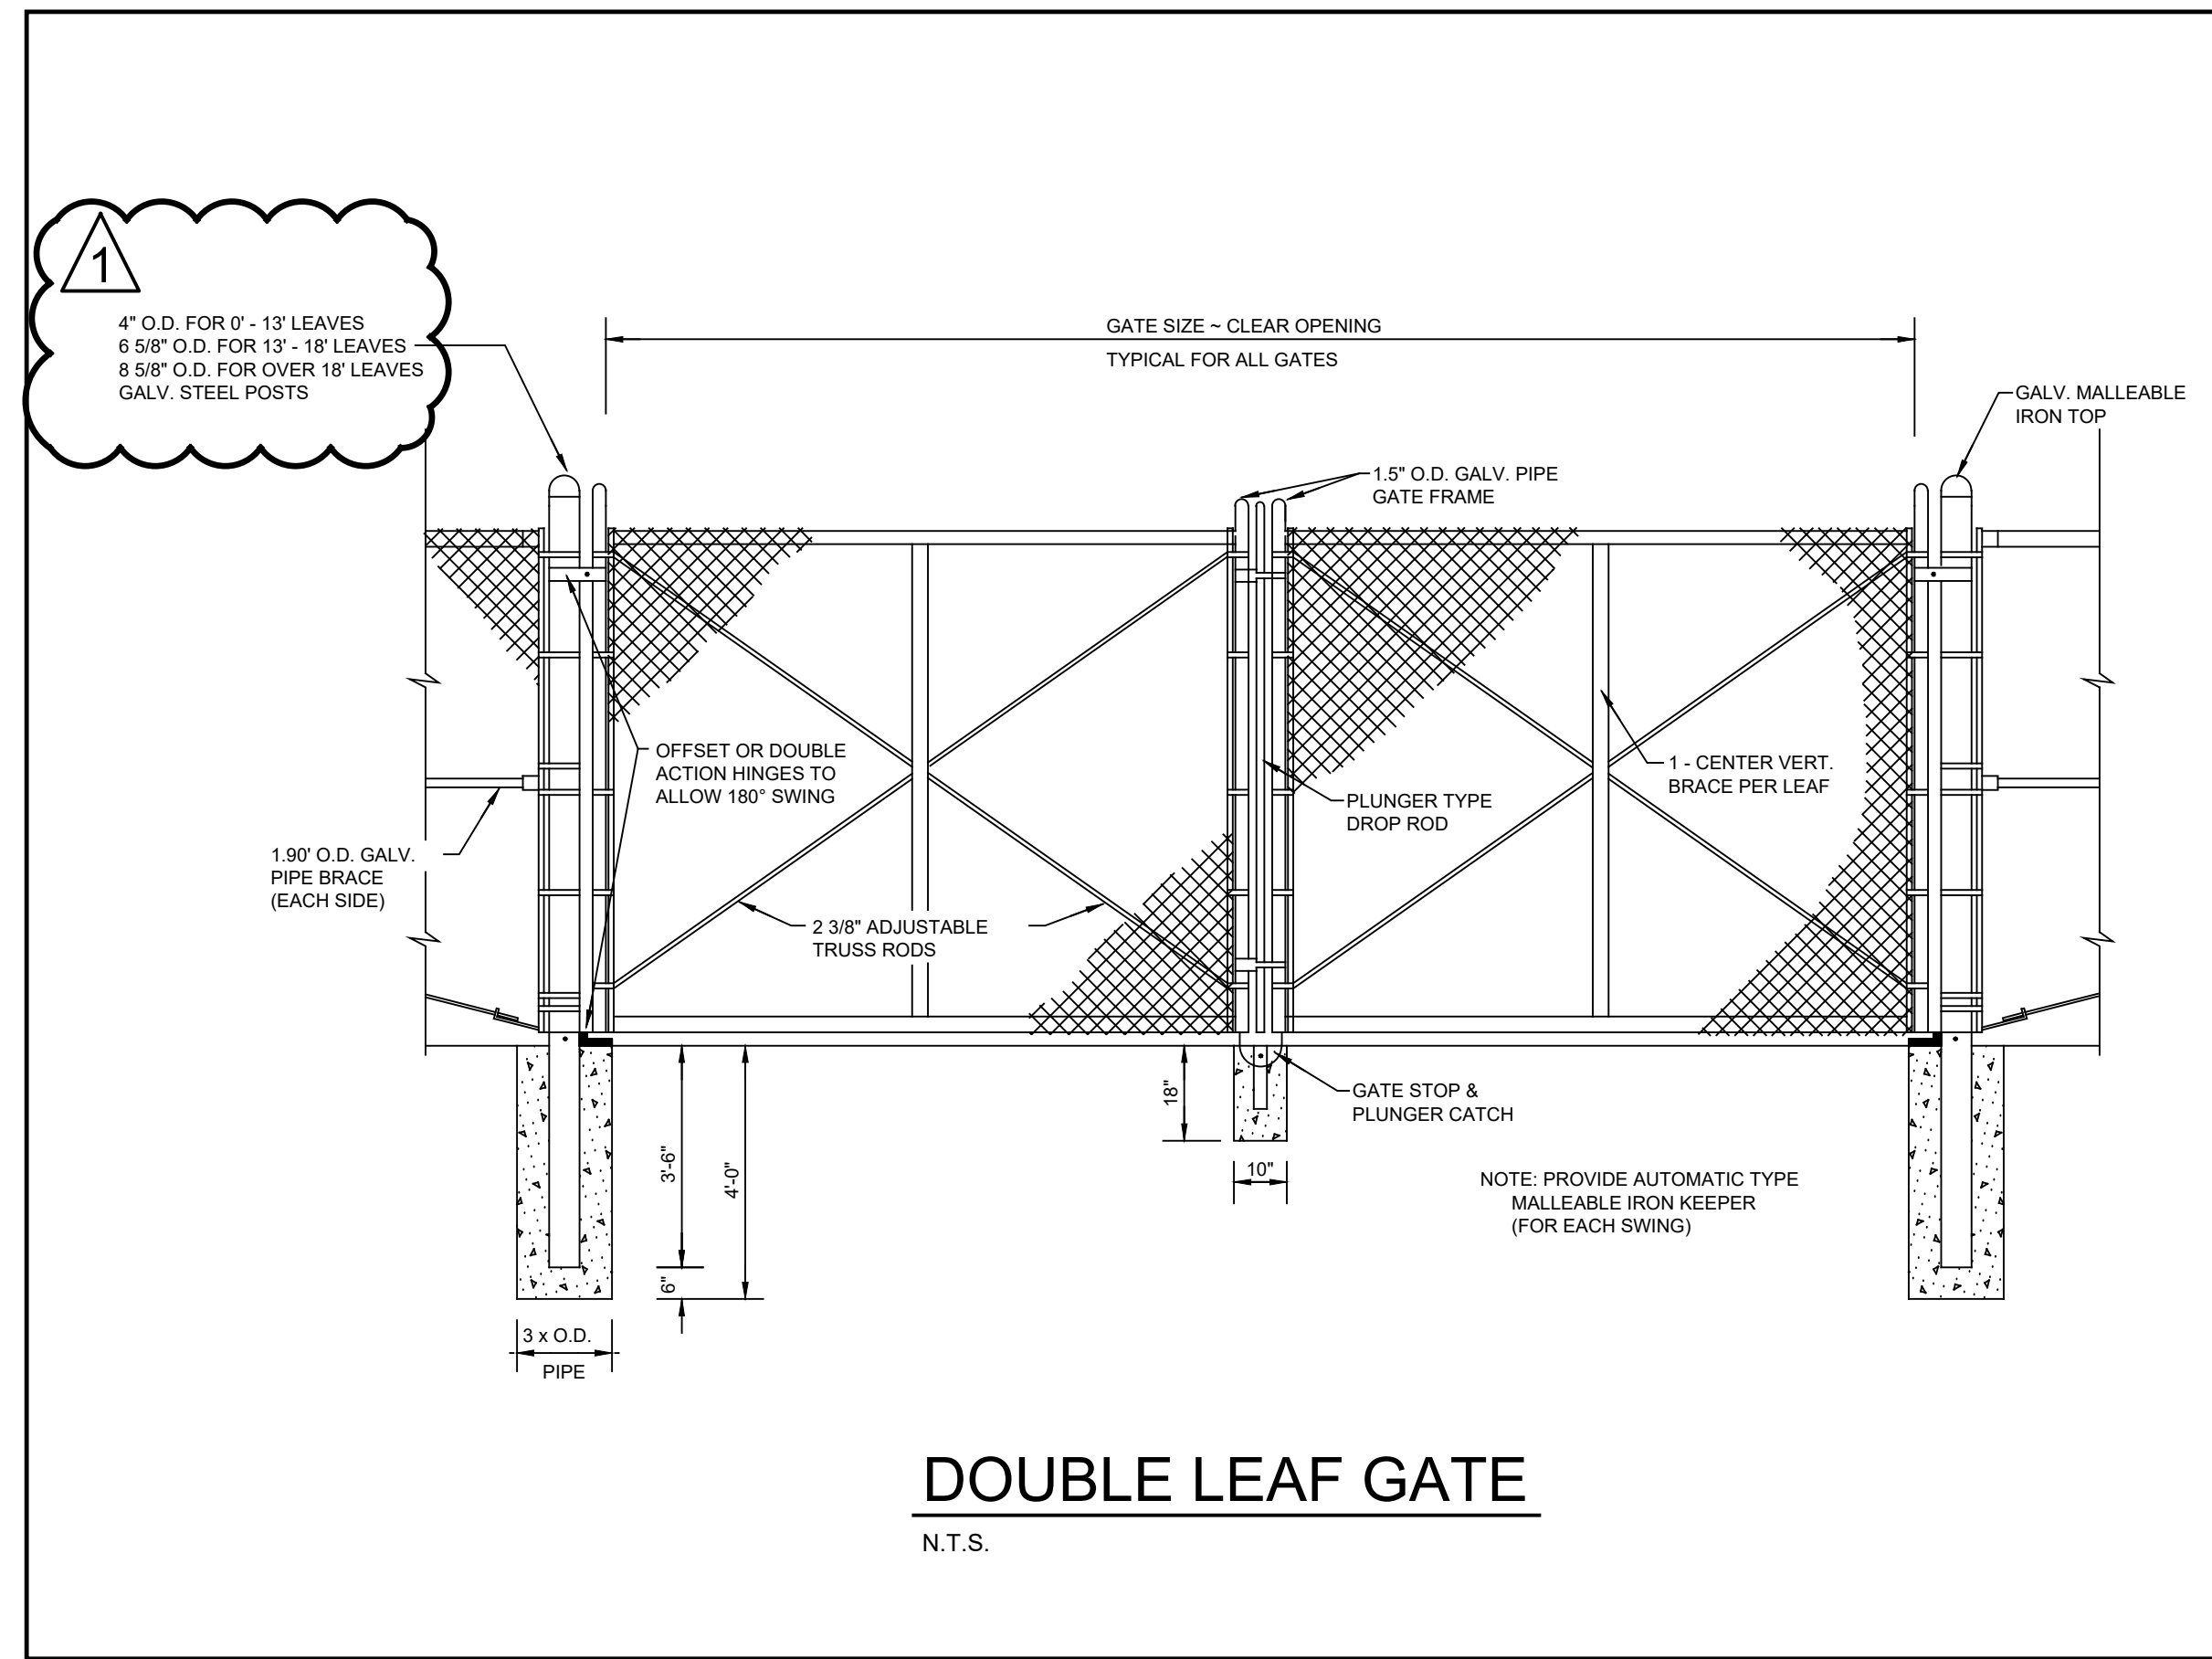 1
4" O.D. FOR 0' - 13' LEAVES
6 5/8" O.D. FOR 13' - 18' LEAVES
8 5/8" O.D. FOR OVER 18' LEAVES
GALV. STEEL POSTS
GATE SIZE ~ CLEAR OPENING
TYPICAL FOR ALL GATES
GALV. MALLEABLE
IRON TOP
1.5" O.D. GALV. PIPE
GATE FRAME
OFFSET OR DOUBLE
ACTION HINGES TO
ALLOW 180° SWING
1 - CENTER VERT.
BRACE PER LEAF
PLUNGER TYPE
DROP ROD
1.90' O.D. GALV.
PIPE BRACE
(EACH SIDE)
2 3/8" ADJUSTABLE
TRUSS RODS
18"
GATE STOP &
PLUNGER CATCH
3'-6"
4'-0"
10"
NOTE: PROVIDE AUTOMATIC TYPE
MALLEABLE IRON KEEPER
(FOR EACH SWING)
6"
3 x O.D.
PIPE
DOUBLE LEAF GATE
N.T.S.